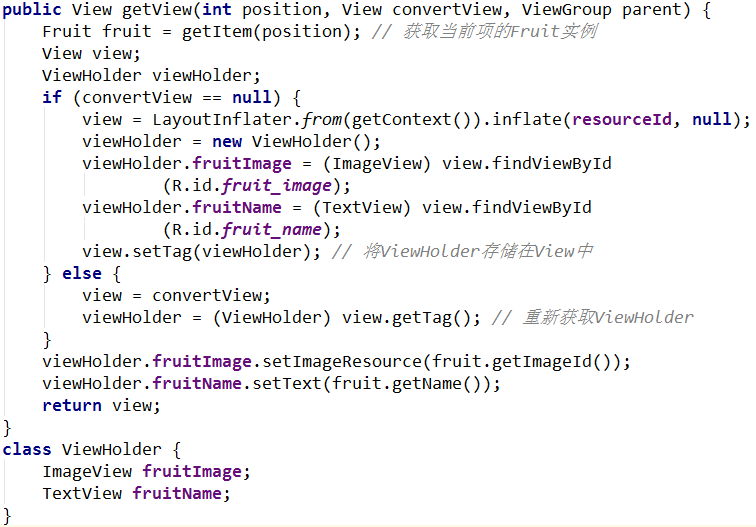 public View getView(int position, View convertView, ViewGroup parent) {
    Fruit fruit = getItem(position); // 获取当前项的Fruit实例
    View view;
    ViewHolder viewHolder;
    if (convertView == null) {
        view = LayoutInflater.from(getContext()).inflate(resourceId, null);
        viewHolder = new ViewHolder();
        viewHolder.fruitImage = (ImageView) view.findViewById
                (R.id.fruit_image);
        viewHolder.fruitName = (TextView) view.findViewById
                (R.id.fruit_name);
        view.setTag(viewHolder); // 将ViewHolder存储在View中
    } else {
        view = convertView;
        viewHolder = (ViewHolder) view.getTag(); // 重新获取ViewHolder
    }
    viewHolder.fruitImage.setImageResource(fruit.getImageId());
    viewHolder.fruitName.setText(fruit.getName());
    return view;
}
class ViewHolder {
    ImageView fruitImage;
    TextView fruitName;
}